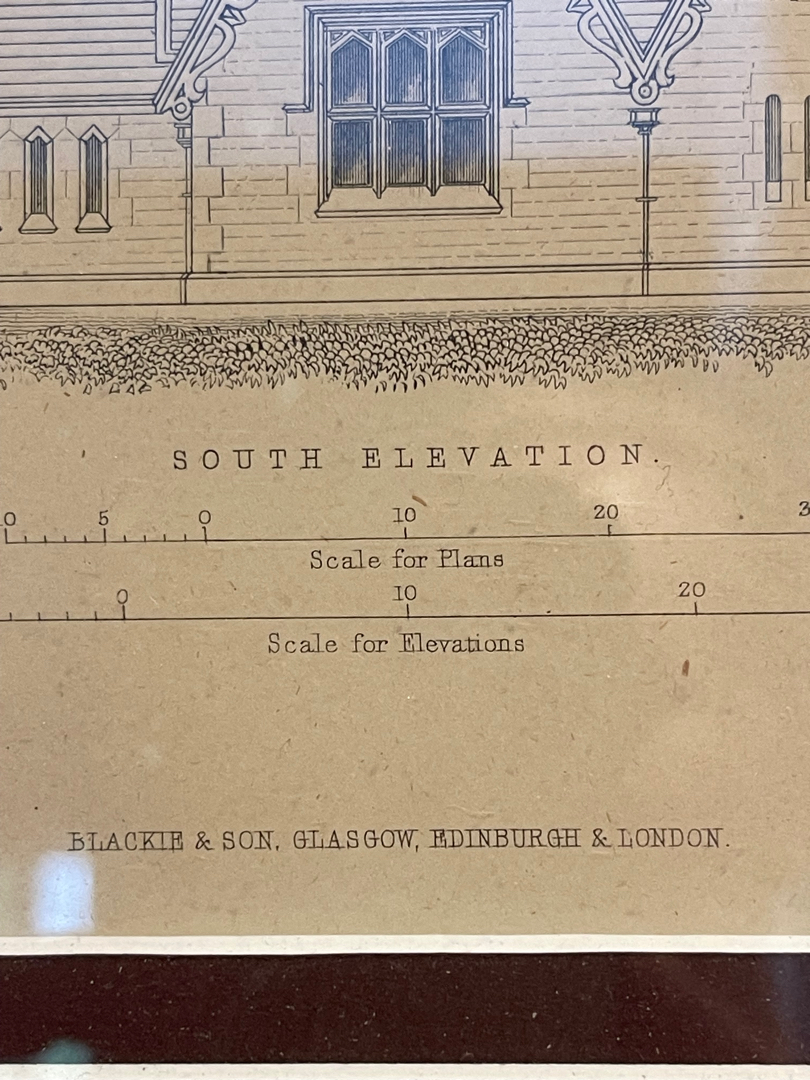 SOUTH ELEVATION.
5 0 10 20
Scale for Plans
0 10 20
Scale for Elevations
BLACKIE & SON, GLASGOW, EDINBURGH & LONDON.